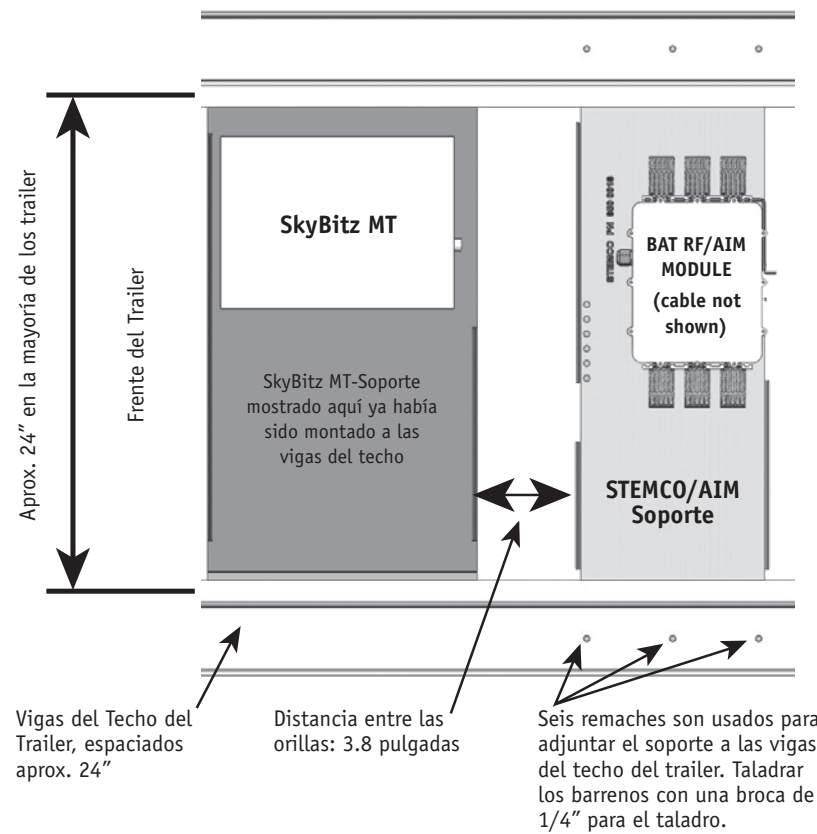 Aprox. 24" en la mayoría de los trailer
Frente del Trailer
SkyBitz MT
SkyBitz MT-Soporte
mostrado aquí ya había
sido montado a las
vigas del techo
STEMCO PN 650 0016
BAT RF/AIM
MODULE
(cable not
shown)
STEMCO/AIM
Soporte
Vigas del Techo del
Trailer, espaciados
aprox. 24"
Distancia entre las
orillas: 3.8 pulgadas
Seis remaches son usados para
adjuntar el soporte a las vigas
del techo del trailer. Taladrar
los barrenos con una broca de
1/4" para el taladro.